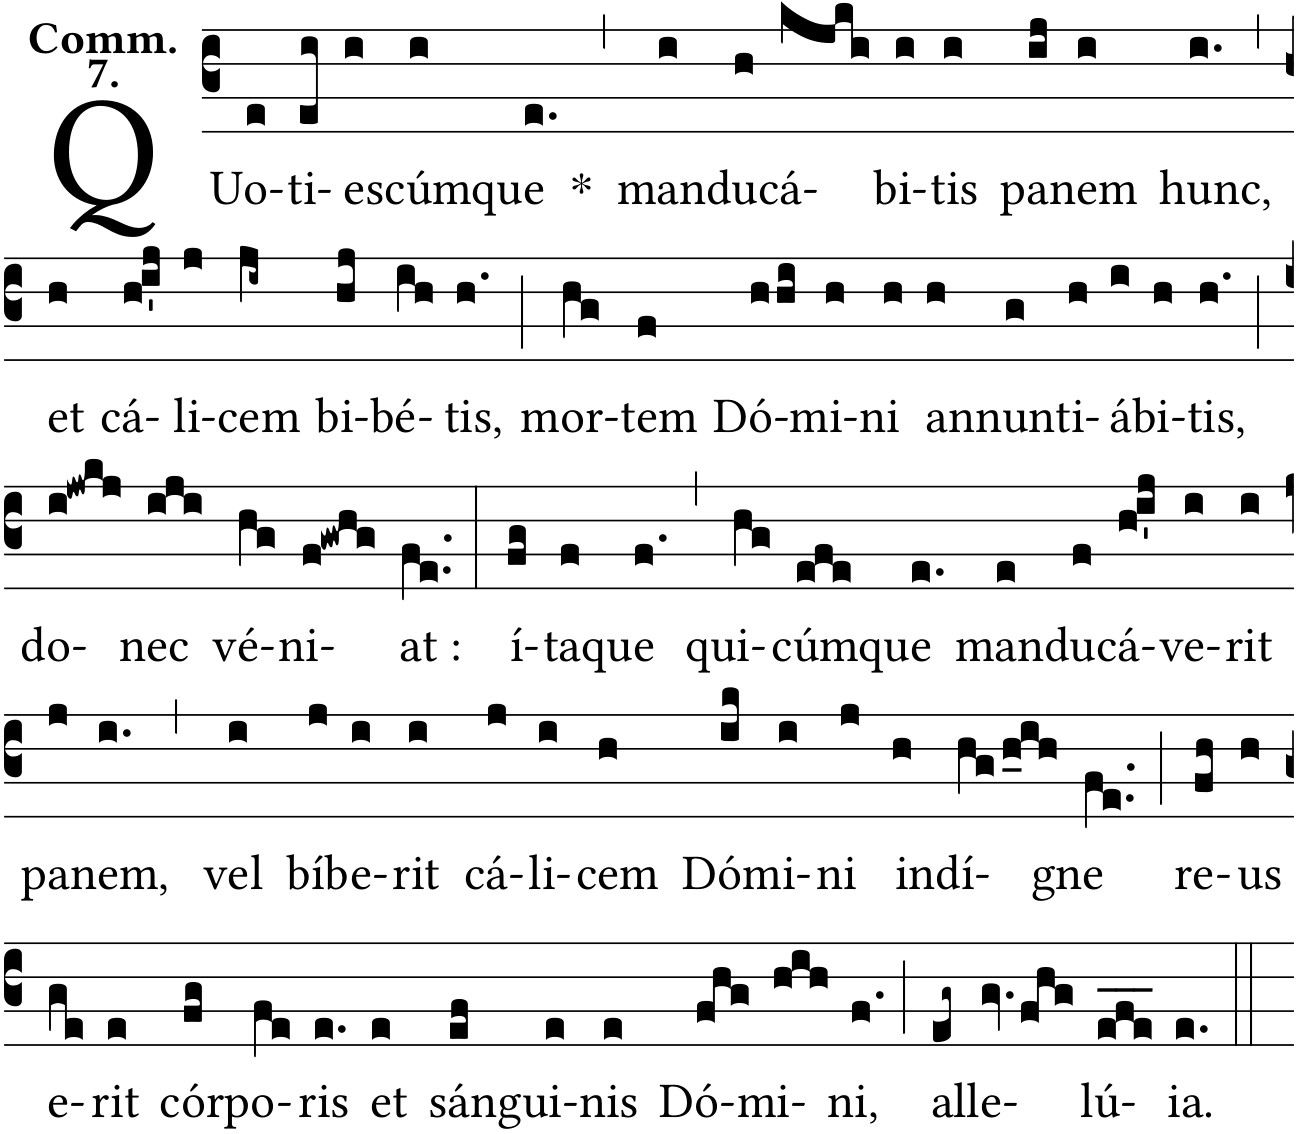 Comm.
7.
QUo-ti- escúmque * manducá- bi-tis panem hunc,
et cá- li-cem bi-bé- tis, mor-tem Dó-mi-ni annunti- ábi-tis,
do- nec vé-ni- at : í-taque qui-cúmque manducá-ve-rit
panem, vel bíbe-rit cá-li-cem Dómi-ni indí- gne re-us
e-rit córpo-ris et sángui-nis Dó-mi- ni, alle- lú- ia.